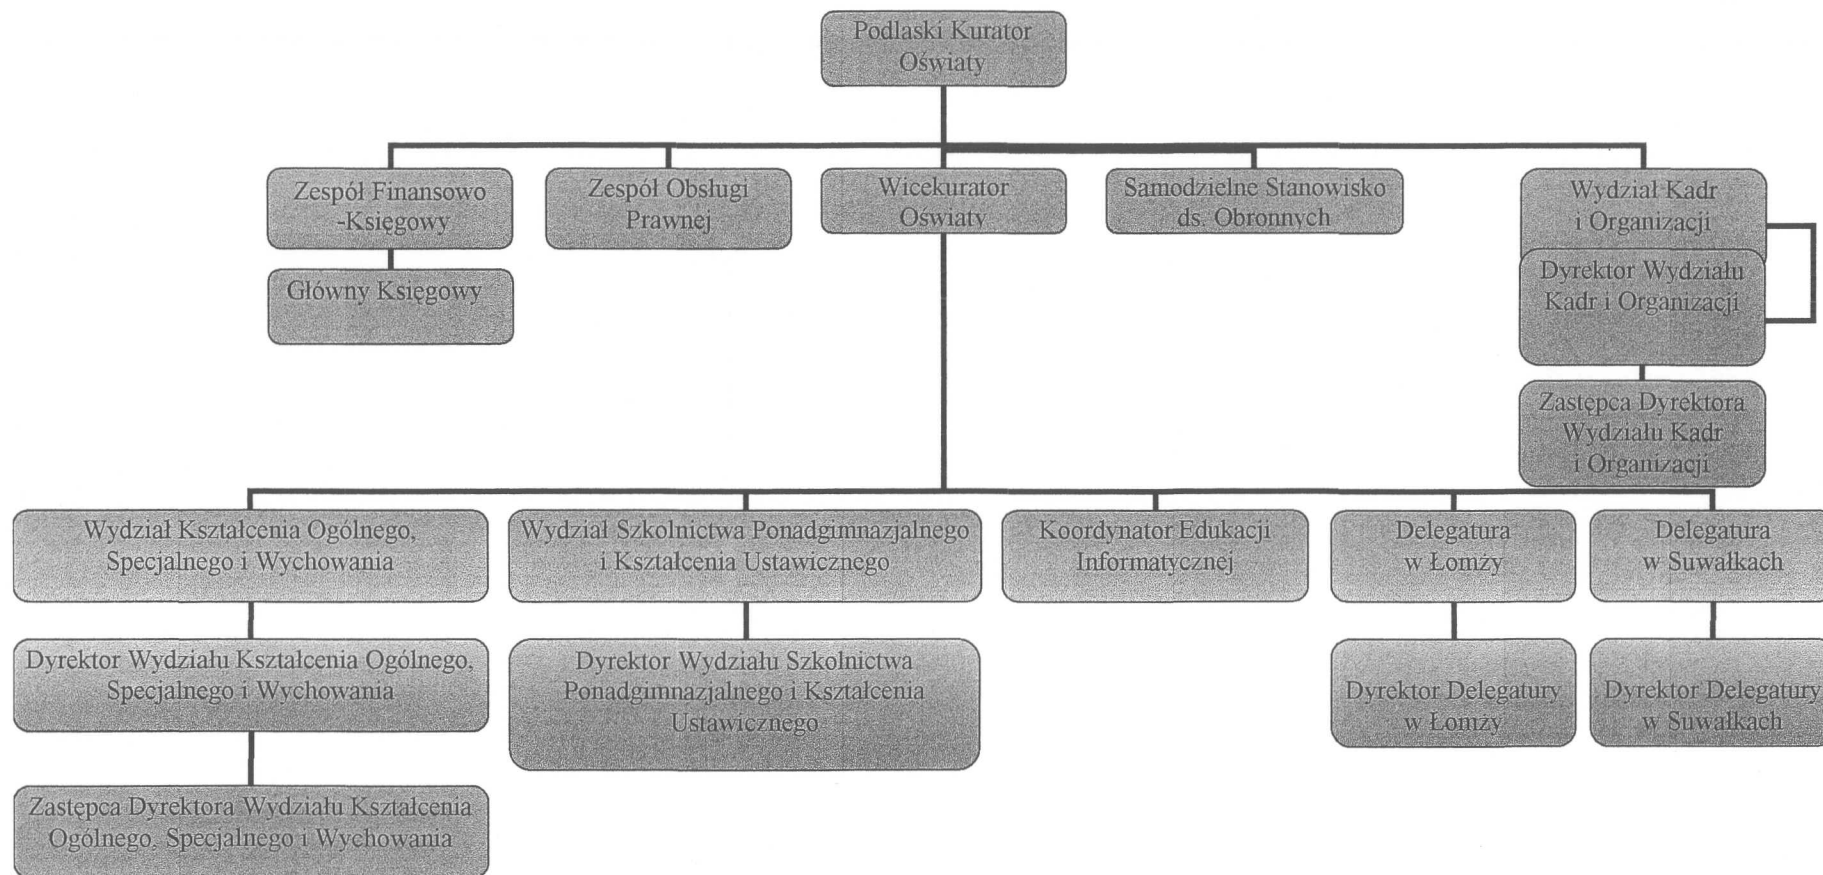 Podlaski Kurator
Oświaty
Zespół Finansowo
-Księgowy
Zespół Obsługi
Prawnej
Wicekurator
Oświaty
Samodzielne Stanowisko
ds. Obronnych
Wydział Kadr
i Organizacji
Główny Księgowy
Dyrektor Wydziału
Kadr i Organizacji
Zastępca Dyrektora
Wydziału Kadr
i Organizacji
Wydział Kształcenia Ogólnego,
Specjalnego i Wychowania
Wydział Szkolnictwa Ponadgimnazjalnego
i Kształcenia Ustawicznego
Koordynator Edukacji
Informatycznej
Delegatura
w Łomży
Delegatura
w Suwałkach
Dyrektor Wydziału Kształcenia Ogólnego,
Specjalnego i Wychowania
Dyrektor Wydziału Szkolnictwa
Ponadgimnazjalnego i Kształcenia
Ustawicznego
Dyrektor Delegatury
w Łomży
Dyrektor Delegatury
w Suwałkach
Zastępca Dyrektora Wydziału Kształcenia
Ogólnego, Specjalnego i Wychowania